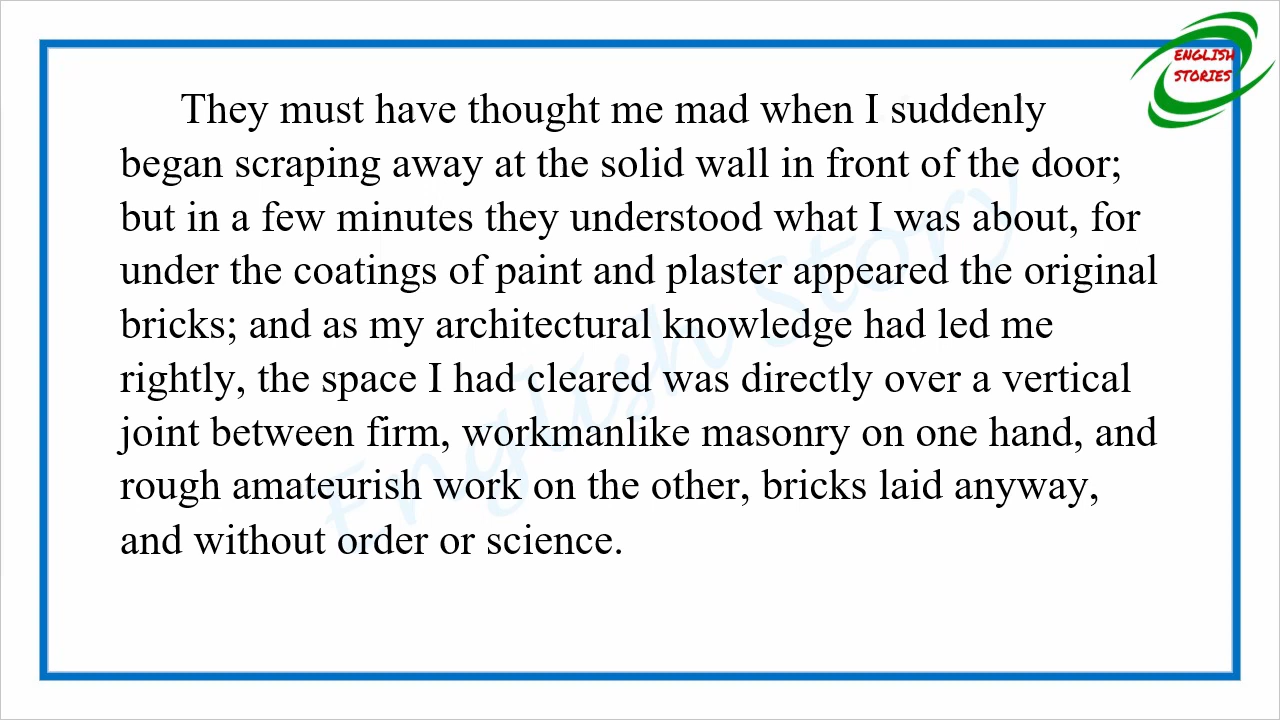 ENGLISH
STORIES
They must have thought me mad when I suddenly
began scraping away at the solid wall in front of the door;
but in a few minutes they understood what I was about, for
under the coatings of paint and plaster appeared the original
bricks; and as my architectural knowledge had led me
rightly, the space I had cleared was directly over a vertical
joint between firm, workmanlike masonry on one hand, and
rough amateurish work on the other, bricks laid anyway,
and without order or science.
English Story